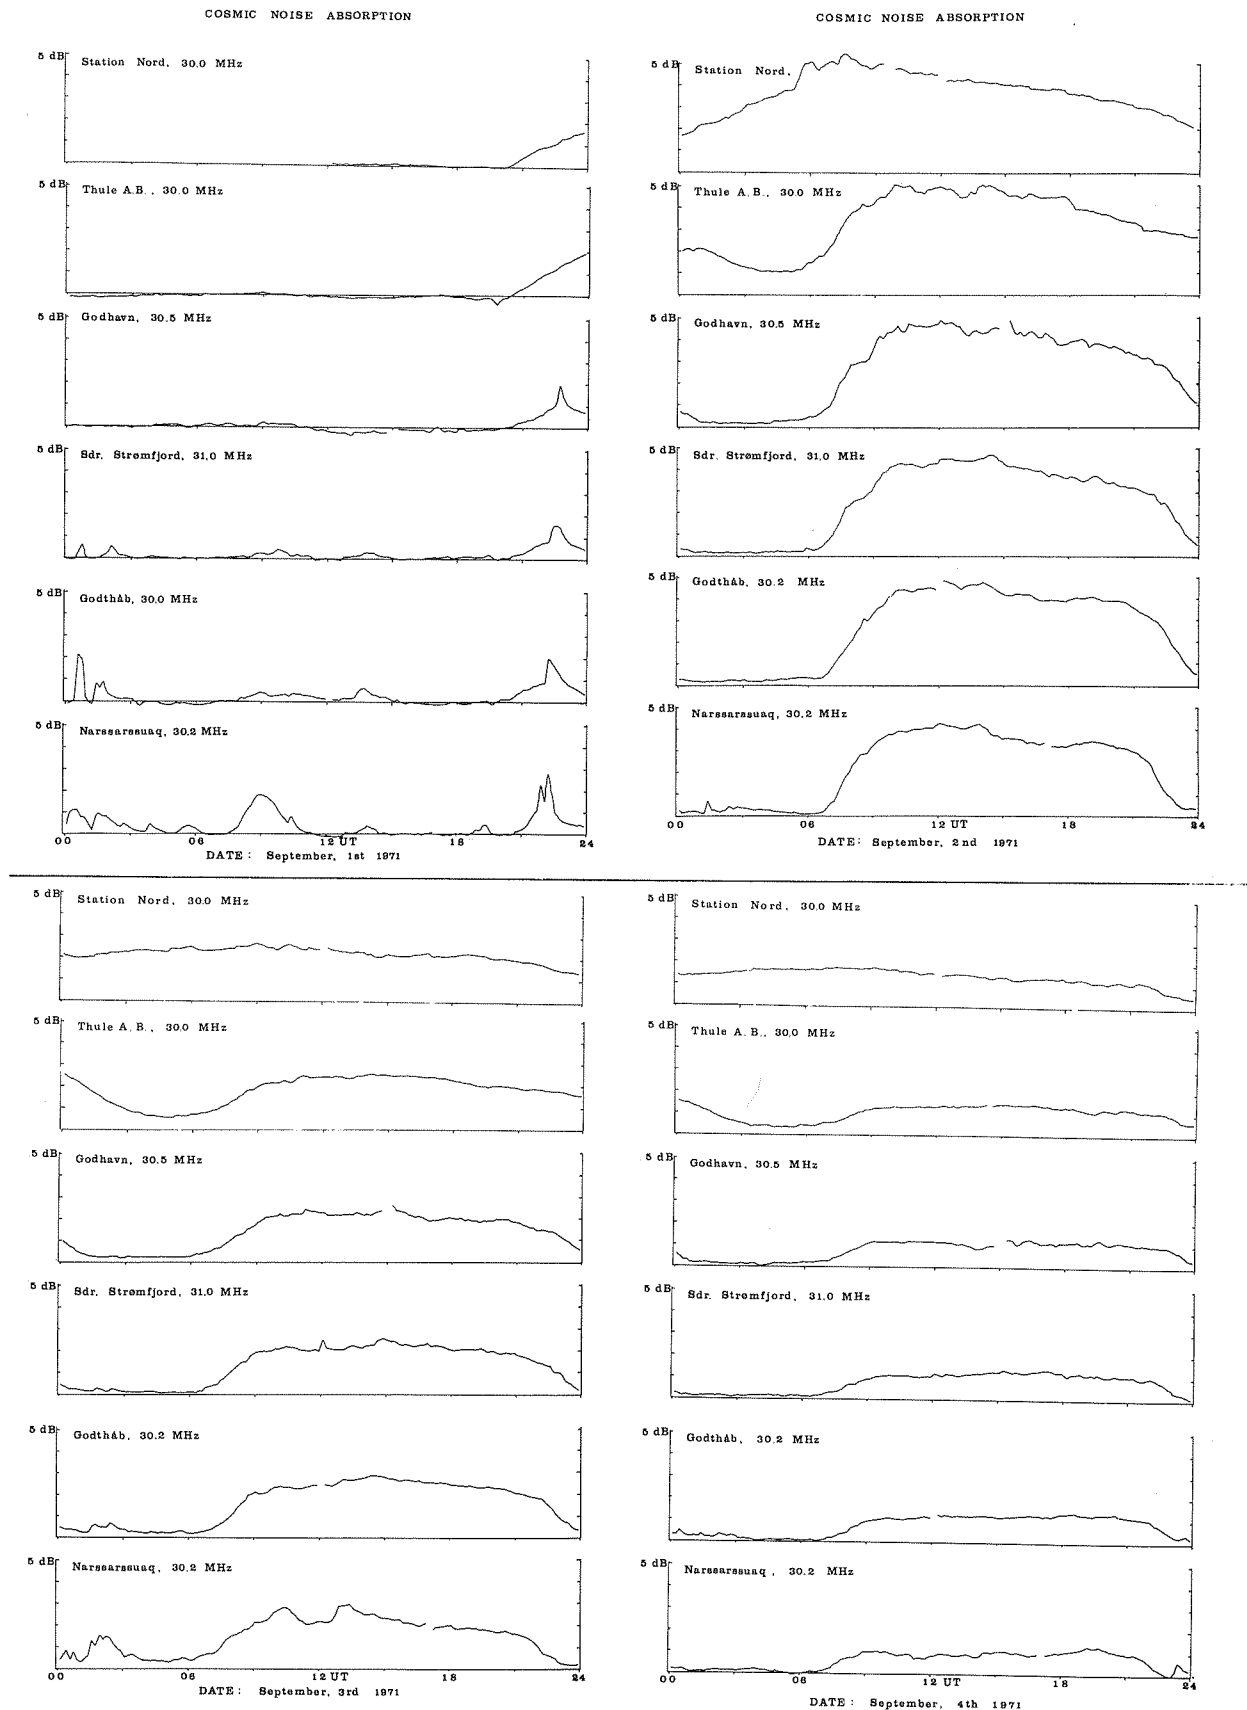 COSMIC NOISE ABSORPTION
5 dB
Station Nord, 30.0 MHz
5 dB
Thule A.B., 30.0 MHz
5 dB
Godhavn, 30.5 MHz
5 dB
Sdr. Strømfjord, 31.0 MHz
5 dB
Godthåb, 30.0 MHz
5 dB
Narssarssuaq, 30.2 MHz
00 06 12 UT 18 24
DATE: September, 1st 1971
COSMIC NOISE ABSORPTION
5 dB
Station Nord,
5 dB
Thule A.B., 30.0 MHz
5 dB
Godhavn, 30.5 MHz
5 dB
Sdr. Strømfjord, 31.0 MHz
5 dB
Godthåb, 30.2 MHz
5 dB
Narssarssuaq, 30.2 MHz
00 06 12 UT 18 24
DATE: September, 2nd 1971
5 dB
Station Nord, 30.0 MHz
5 dB
Thule A.B., 30.0 MHz
5 dB
Godhavn, 30.5 MHz
5 dB
Sdr. Strømfjord, 31.0 MHz
5 dB
Godthåb, 30.2 MHz
5 dB
Narssarssuaq, 30.2 MHz
00 06 12 UT 18 24
DATE: September, 3rd 1971
5 dB
Station Nord, 30.0 MHz
5 dB
Thule A.B., 30.0 MHz
5 dB
Godhavn, 30.5 MHz
5 dB
Sdr. Strømfjord, 31.0 MHz
5 dB
Godthåb, 30.2 MHz
5 dB
Narssarssuaq, 30.2 MHz
00 06 12 UT 18 24
DATE: September, 4th 1971